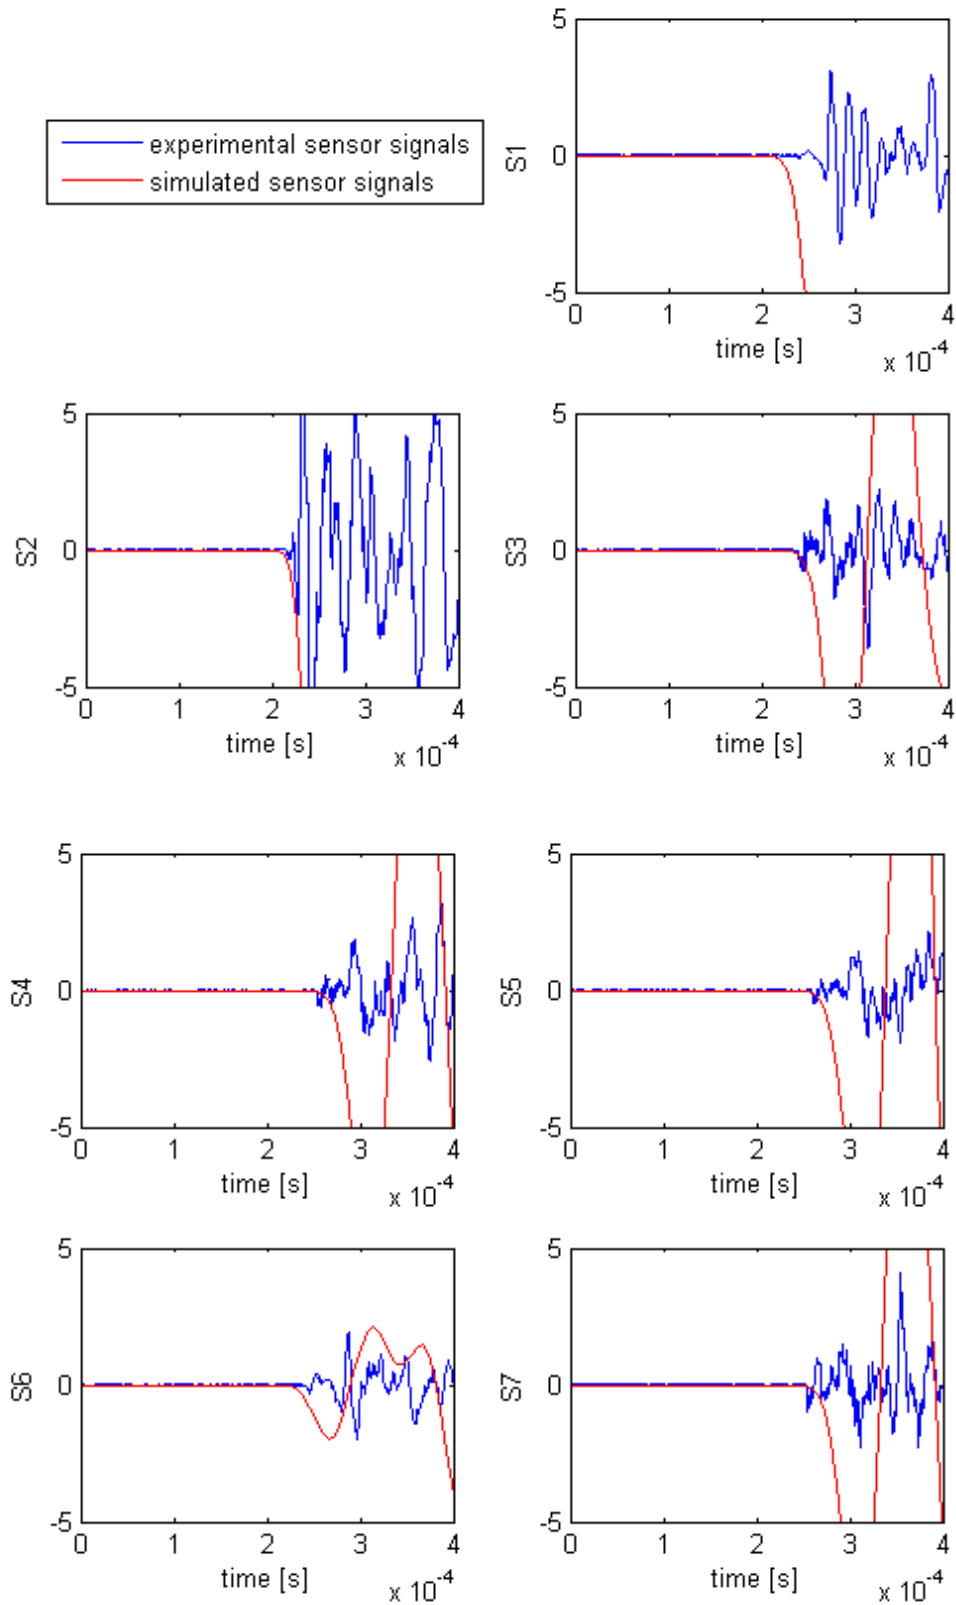 experimental sensor signals
simulated sensor signals
S1
5
0
-5
0 1 2 3 4
time [s]
x 10^-4
S2
5
0
-5
0 1 2 3 4
time [s]
x 10^-4
S3
5
0
-5
0 1 2 3 4
time [s]
x 10^-4
S4
5
0
-5
0 1 2 3 4
time [s]
x 10^-4
S5
5
0
-5
0 1 2 3 4
time [s]
x 10^-4
S6
5
0
-5
0 1 2 3 4
time [s]
x 10^-4
S7
5
0
-5
0 1 2 3 4
time [s]
x 10^-4